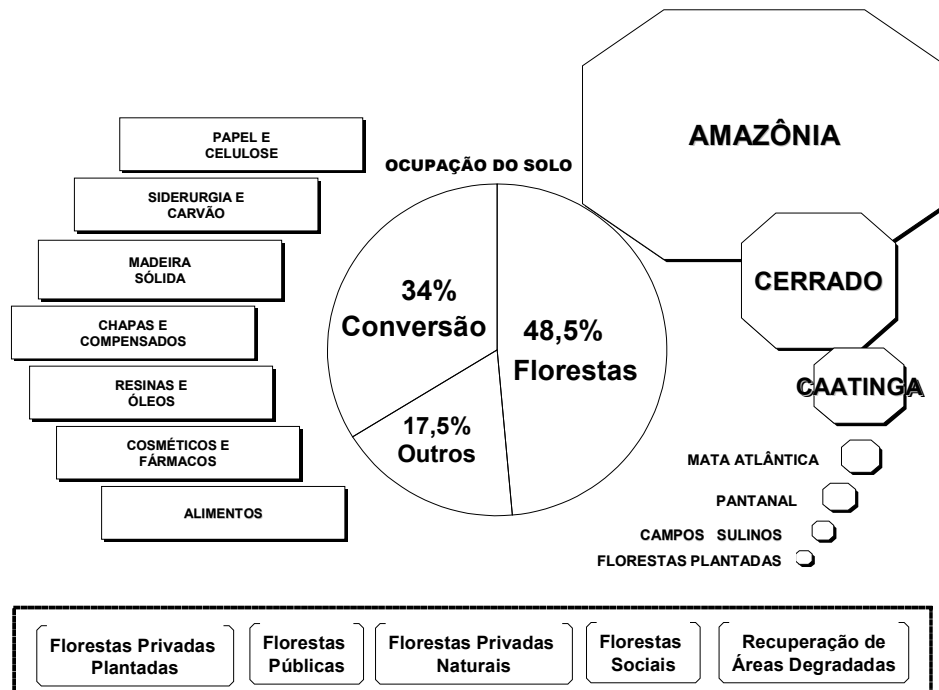 PAPEL E
CELULOSE
SIDERURGIA E
CARVÃO
MADEIRA
SÓLIDA
CHAPAS E
COMPENSADOS
RESINAS E
ÓLEOS
COSMÉTICOS E
FÁRMACOS
ALIMENTOS
OCUPAÇÃO DO SOLO
34%
Conversão
48,5%
Florestas
17,5%
Outros
AMAZÔNIA
CERRADO
CAATINGA
MATA ATLÂNTICA
PANTANAL
CAMPOS SULINOS
FLORESTAS PLANTADAS
Florestas Privadas
Plantadas
Florestas
Públicas
Florestas Privadas
Naturais
Florestas
Sociais
Recuperação de
Áreas Degradadas